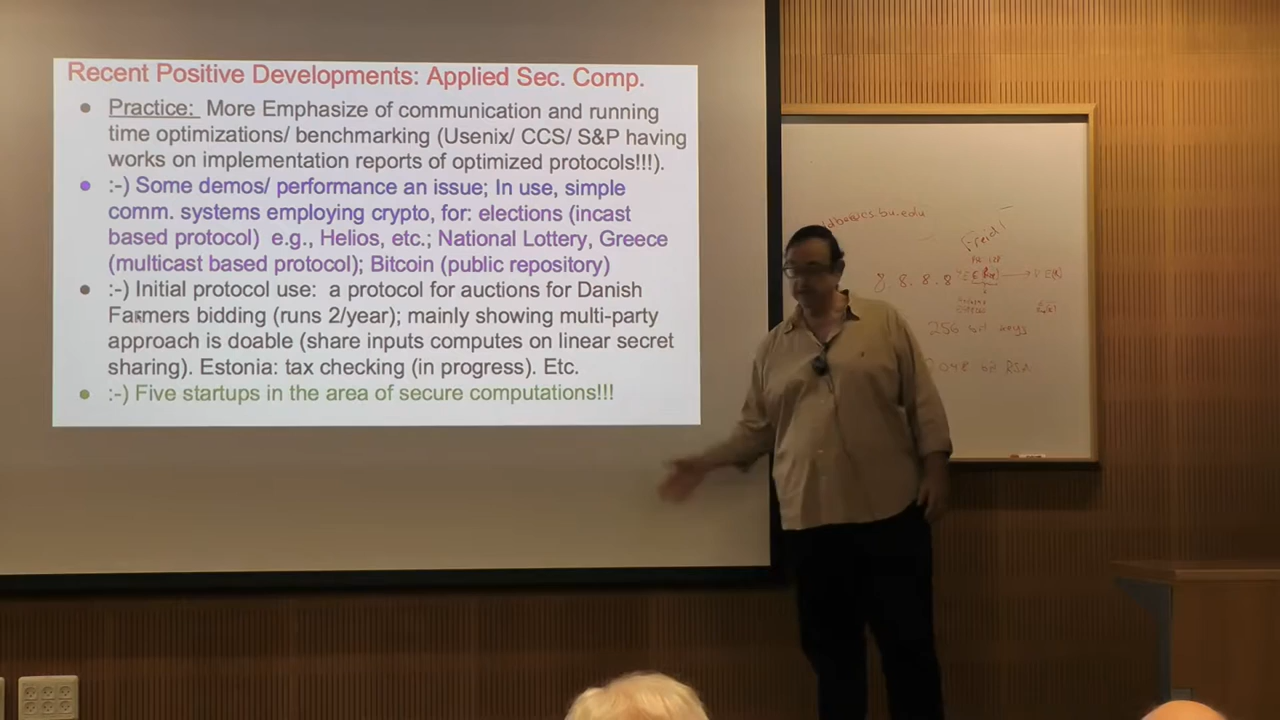 Recent Positive Developments: Applied Sec. Comp.
• Practice: More Emphasize of communication and running
time optimizations/ benchmarking (Usenix/ CCS/ S&P having
works on implementation reports of optimized protocols!!!).
• :-) Some demos/ performance an issue; In use, simple
comm. systems employing crypto, for: elections (incast
based protocol) e.g., Helios, etc.; National Lottery, Greece
(multicast based protocol); Bitcoin (public repository)
• :-) Initial protocol use: a protocol for auctions for Danish
Farmers bidding (runs 2/year); mainly showing multi-party
approach is doable (share inputs computes on linear secret
sharing). Estonia: tax checking (in progress). Etc.
• :-) Five startups in the area of secure computations!!!
cs.bu.edu
8.8.8.8
256 bit keys
RSA